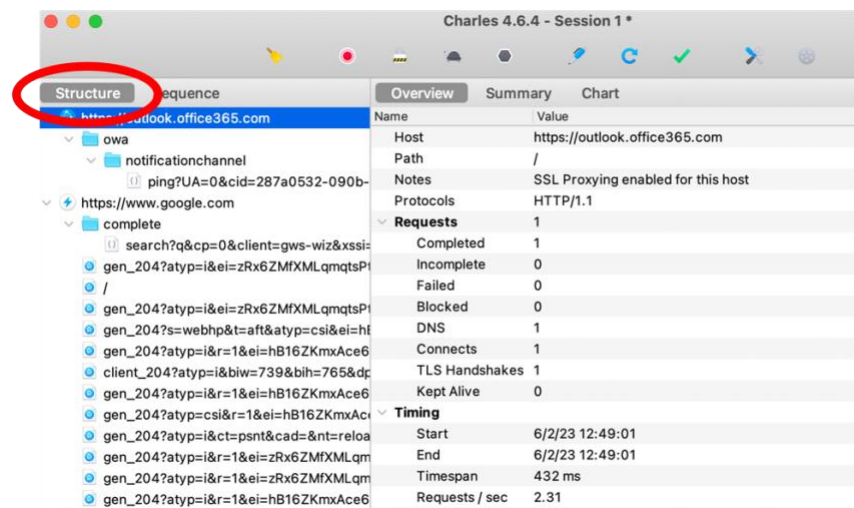 Charles 4.6.4 - Session 1 *
Structure
equence
https://outlook.office365.com
owa
notificationchannel
ping?UA=0&cid=287a0532-090b-
https://www.google.com
complete
search?q&cp=0&client=gws-wiz&xssi=
gen_204?atyp=i&ei=zRx6ZMfXMLqmqtsPt
/
gen_204?atyp=i&ei=zRx6ZMfXMLqmqtsPt
gen_204?s=webhp&t=aft&atyp=csi&ei=hE
gen_204?atyp=i&r=1&ei=hB16ZKmxAce6
client_204?atyp=i&biw=739&bih=765&dp
gen_204?atyp=i&r=1&ei=hB16ZKmxAce6
gen_204?atyp=csi&r=1&ei=hB16ZKmxAc
gen_204?atyp=i&ct=psnt&cad=&nt=reloa
gen_204?atyp=i&r=1&ei=zRx6ZMfXMLqm
gen_204?atyp=i&r=1&ei=zRx6ZMfXMLqm
gen_204?atyp=i&r=1&ei=hB16ZKmxAce6
Overview Summary Chart
Name Value
Host https://outlook.office365.com
Path /
Notes SSL Proxying enabled for this host
Protocols HTTP/1.1
Requests 1
Completed 1
Incomplete 0
Failed 0
Blocked 0
DNS 1
Connects 1
TLS Handshakes 1
Kept Alive 0
Timing
Start 6/2/23 12:49:01
End 6/2/23 12:49:01
Timespan 432 ms
Requests / sec 2.31